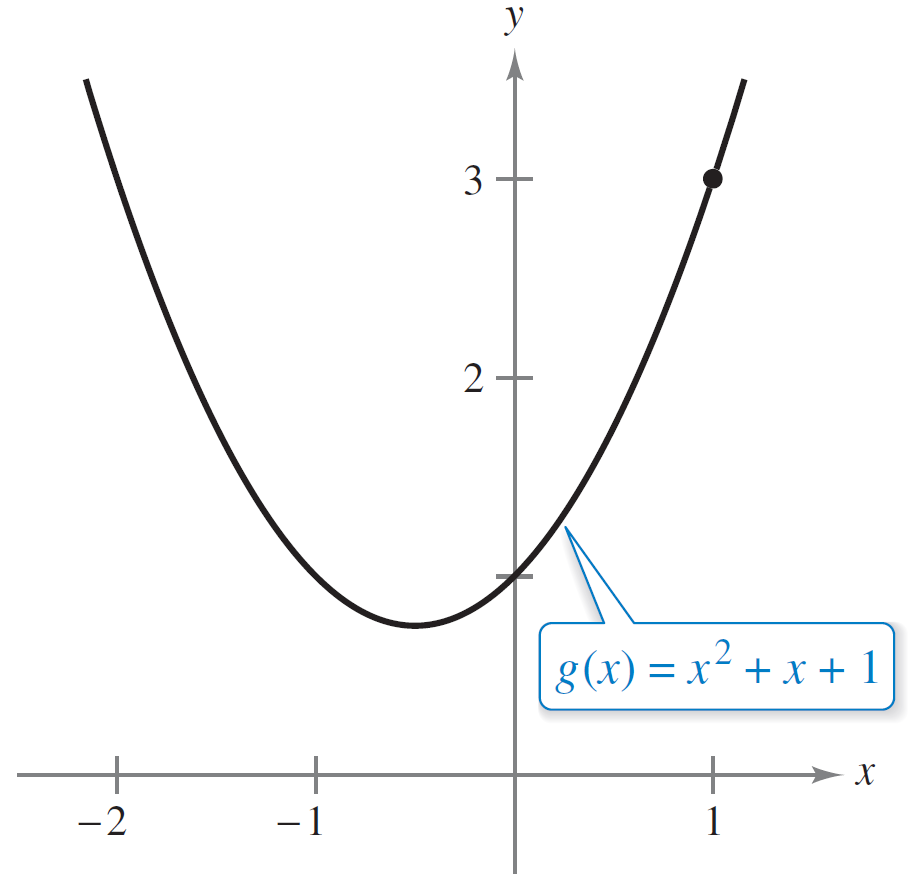 y
3
2
g(x) = x² + x + 1
x
−2
−1
1